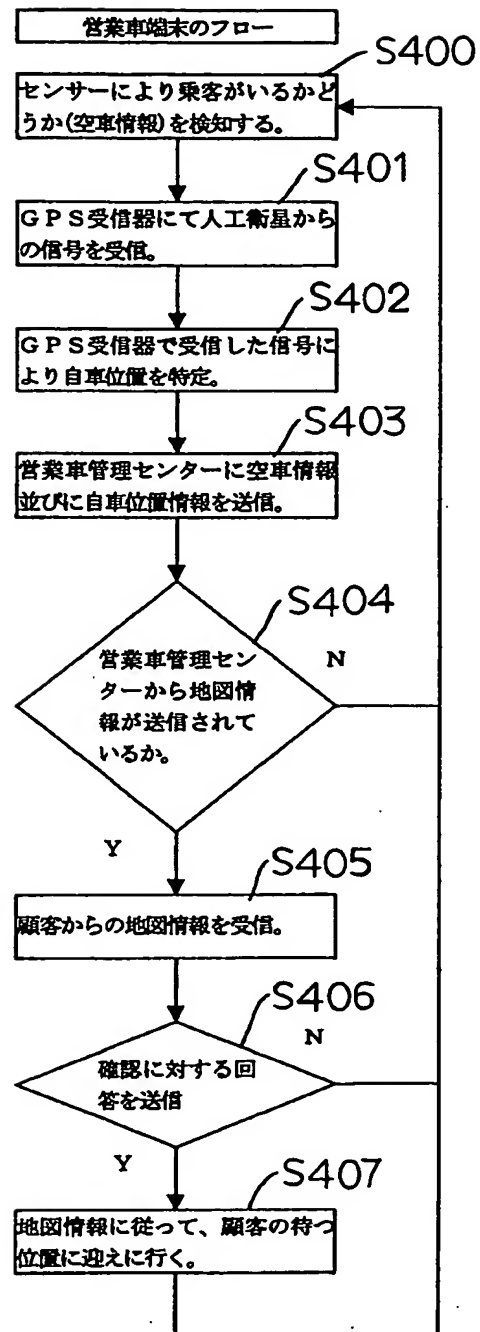 営業車端末のフロー
S400
センサーにより乗客がいるかど
うか(空車情報)を検知する。
S401
GPS受信器にて人工衛星から
の信号を受信。
S402
GPS受信器で受信した信号に
より自車位置を特定。
S403
営業車管理センターに空車情報
並びに自車位置情報を送信。
S404
営業車管理セン
ターから地図情
報が送信されて
いるか。
N
Y
S405
顧客からの地図情報を受信。
S406
N
確認に対する回
答を送信
Y
S407
地図情報に従って、顧客の待つ
位置に迎えに行く。